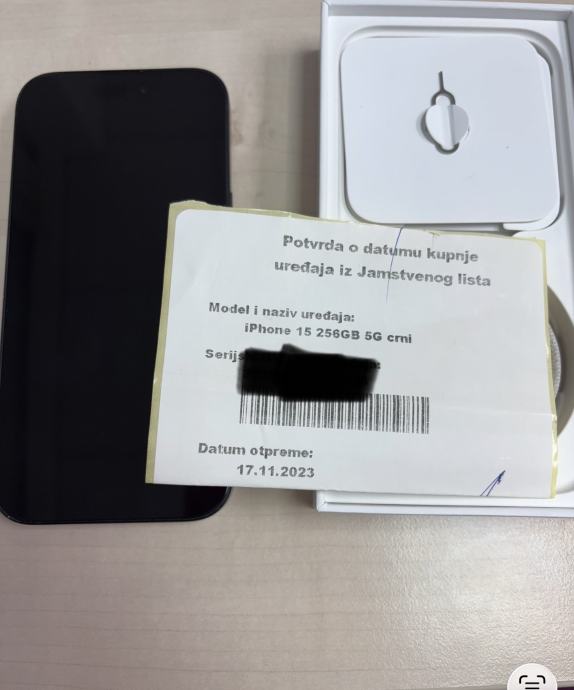 Potvrda o datumu kupnje
uređaja iz Jamstvenog lista
Model i naziv uređaja:
iPhone 15 256GB 5G crni
Serijs
Datum otpreme:
17.11.2023